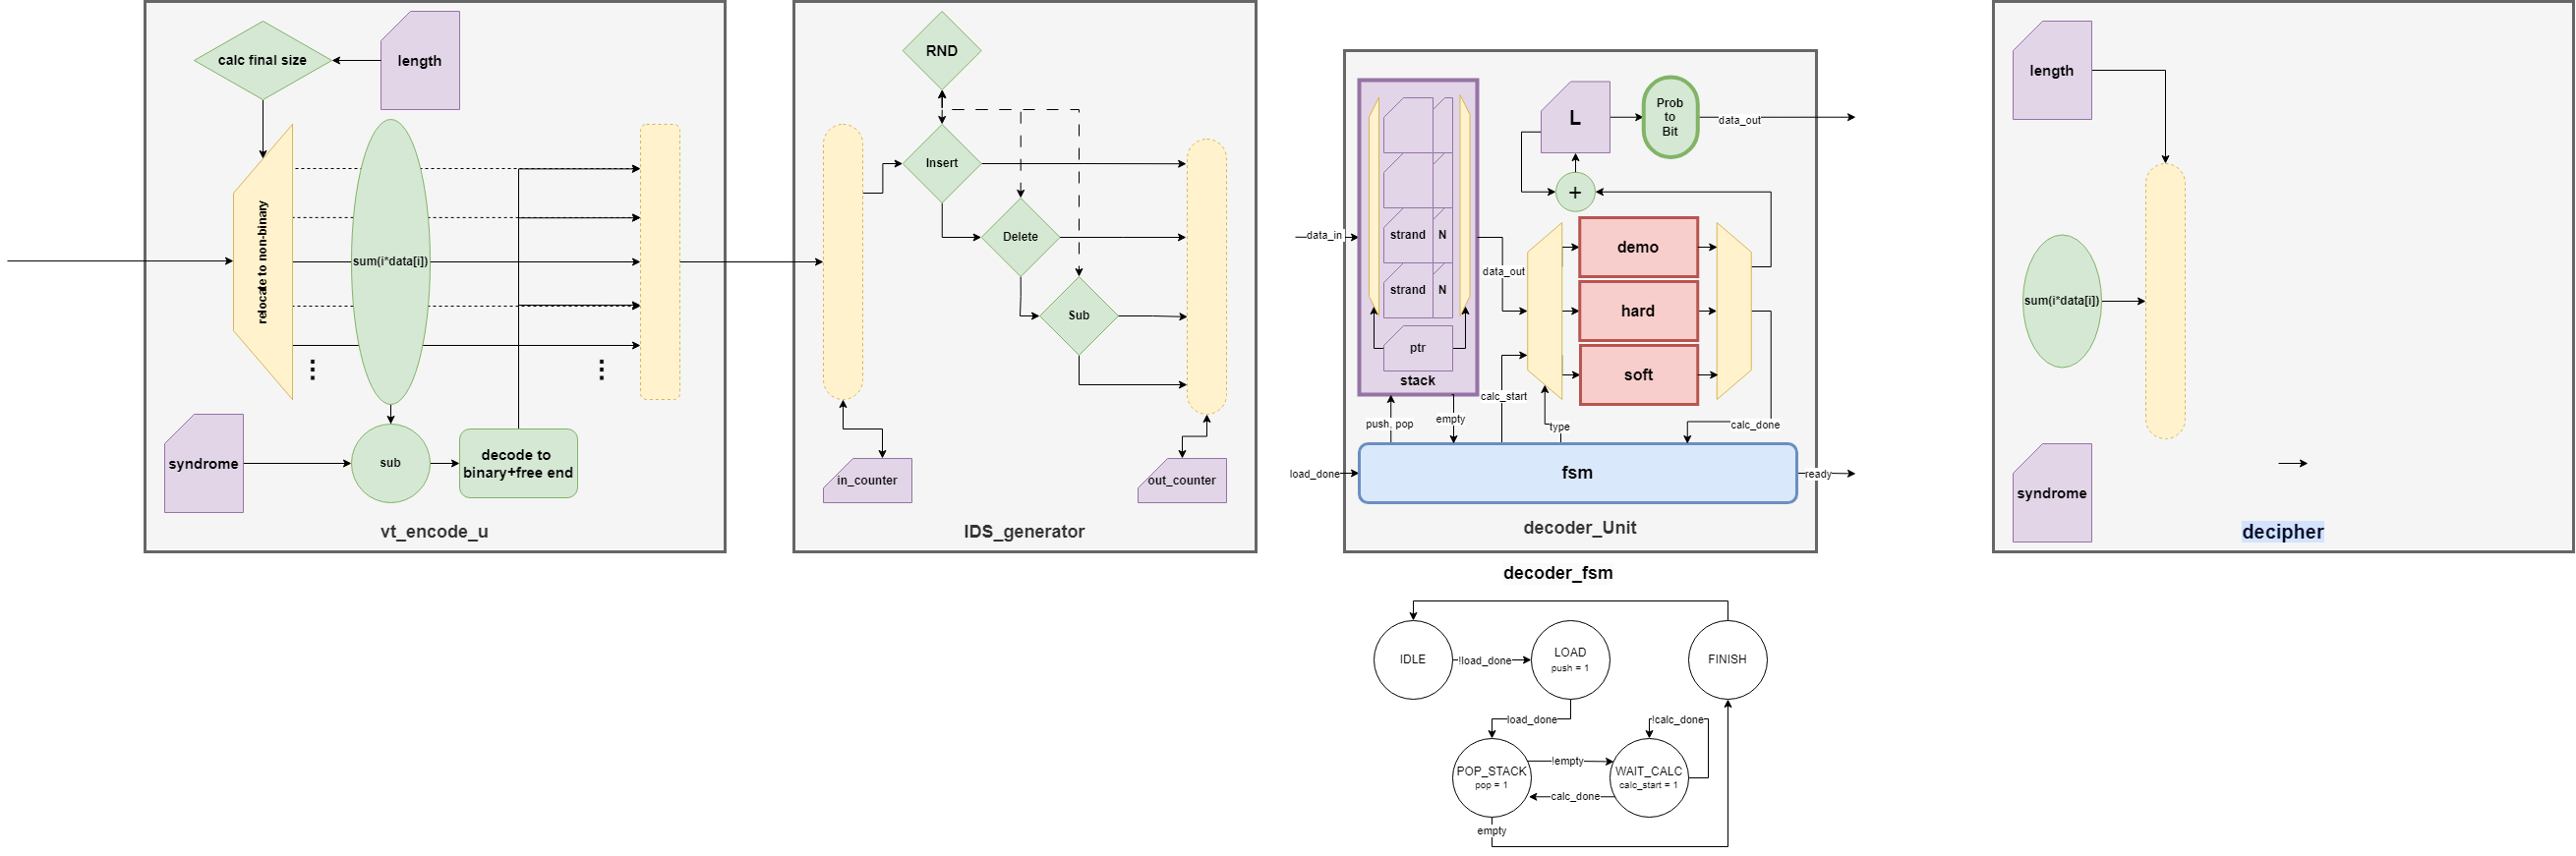 calc final size
length
relocate to non-binary
sum(i*data[i])
syndrome
sub
decode to
binary+free end
vt_encode_u
RND
Insert
Delete
Sub
in_counter
out_counter
IDS_generator
data_in
strand
N
strand
N
ptr
stack
L
Prob
to
Bit
data_out
+
data_out
demo
hard
soft
calc_start
push, pop
empty
type
calc_done
load_done
fsm
ready
decoder_Unit
length
sum(i*data[i])
syndrome
decipher
decoder_fsm
IDLE
!load_done
LOAD
push = 1
FINISH
load_done
!calc_done
POP_STACK
pop = 1
!empty
WAIT_CALC
calc_start = 1
calc_done
empty